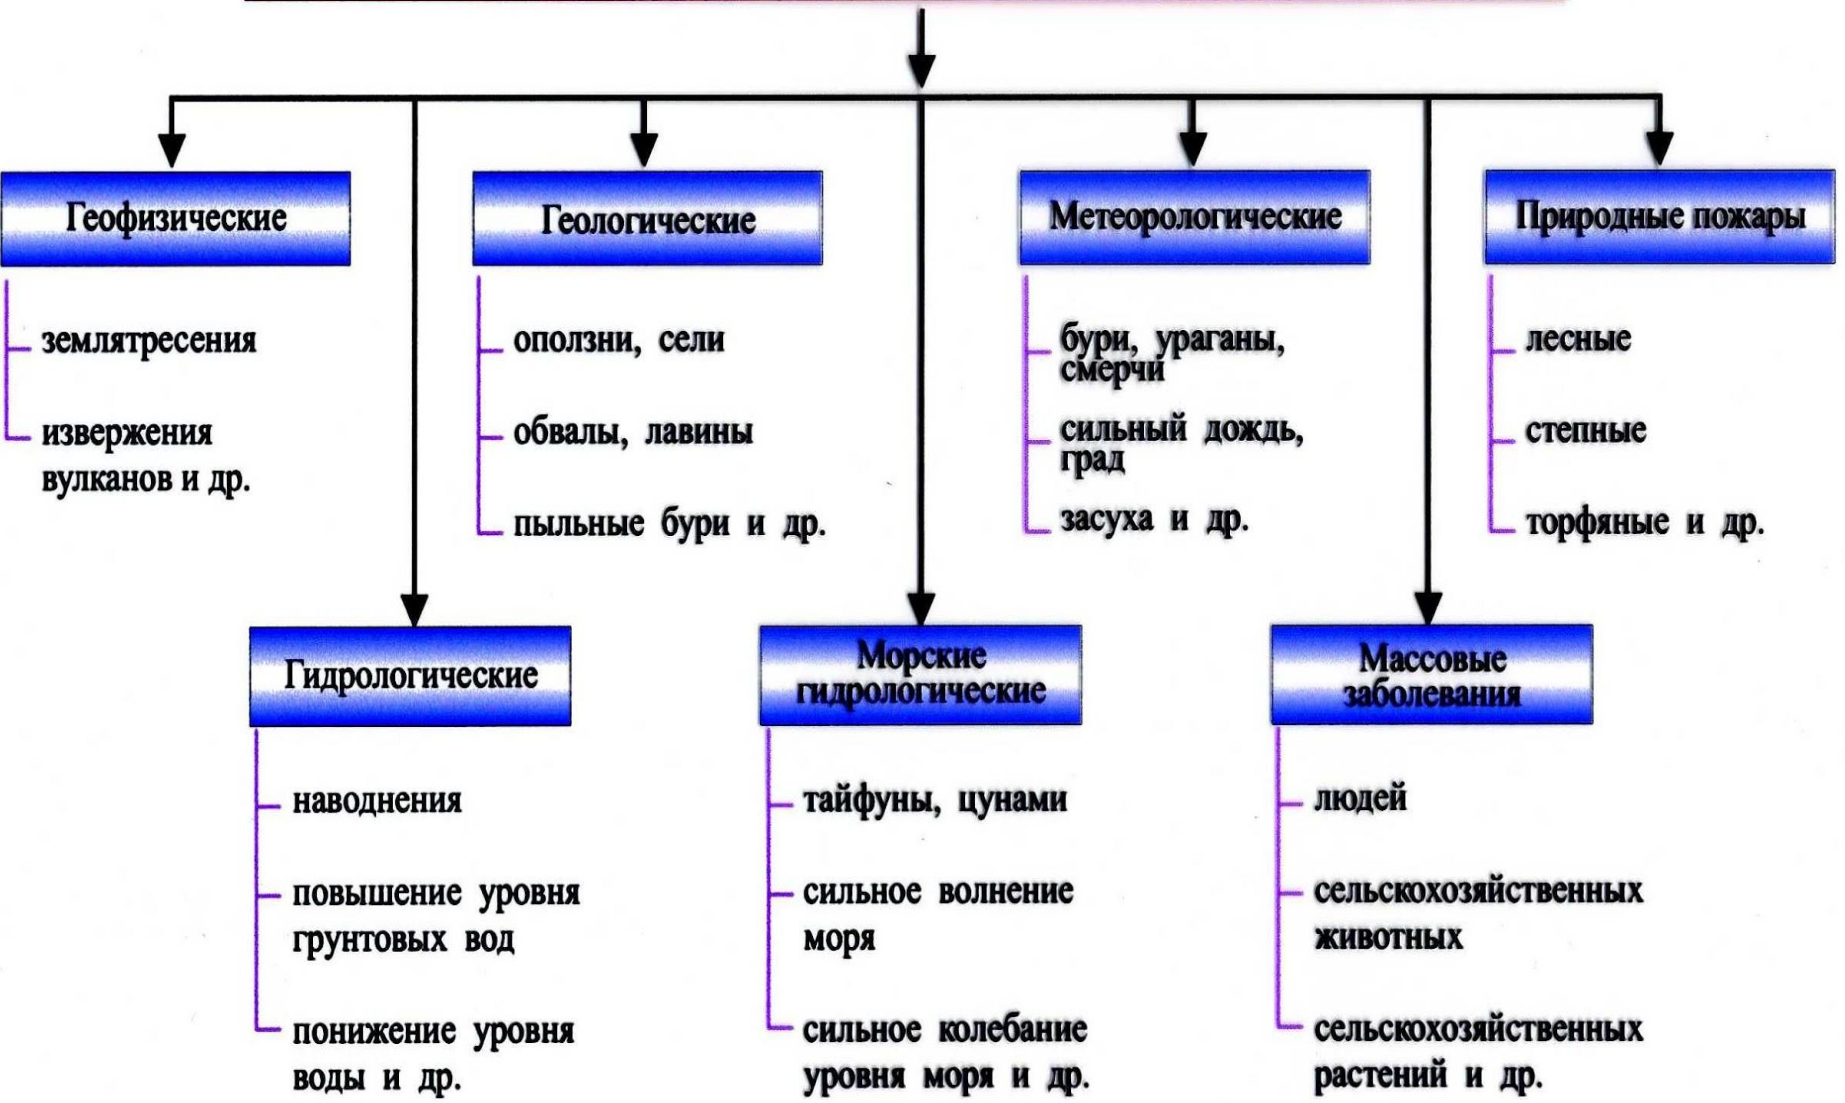 Геофизические
землятресения
извержения
вулканов и др.
Геологические
оползни, сели
обвалы, лавины
пыльные бури и др.
Метеорологические
бури, ураганы,
смерчи
сильный дождь,
град
засуха и др.
Природные пожары
лесные
степные
торфяные и др.
Гидрологические
наводнения
повышение уровня
грунтовых вод
понижение уровня
воды и др.
Морские
гидрологические
тайфуны, цунами
сильное волнение
моря
сильное колебание
уровня моря и др.
Массовые
заболевания
людей
сельскохозяйственных
животных
сельскохозяйственных
растений и др.